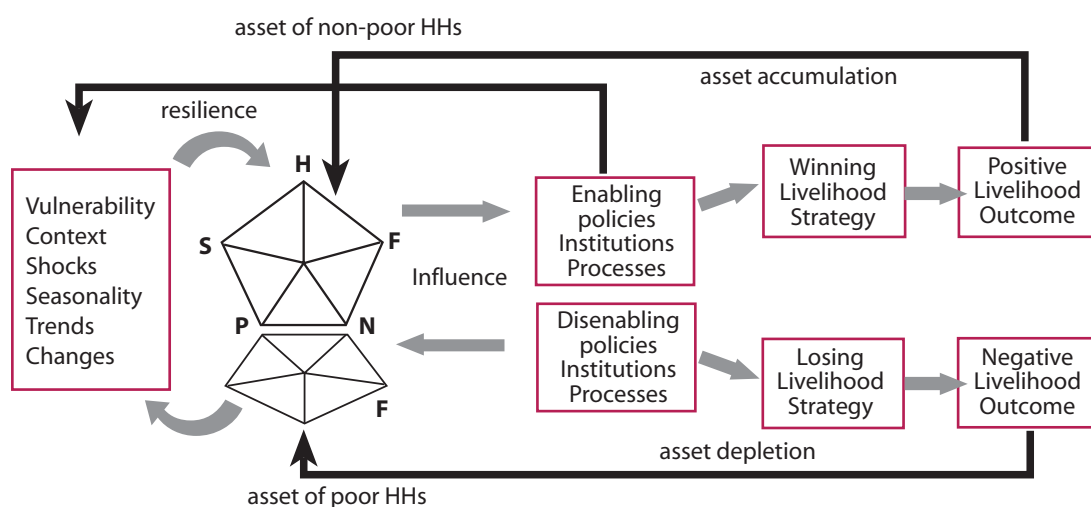 asset of non-poor HHs
asset accumulation
resilience
Vulnerability
Context
Shocks
Seasonality
Trends
Changes
H
S
F
P
N
F
Influence
Enabling
policies
Institutions
Processes
Winning
Livelihood
Strategy
Positive
Livelihood
Outcome
Disenabling
policies
Institutions
Processes
Losing
Livelihood
Strategy
Negative
Livelihood
Outcome
asset depletion
asset of poor HHs